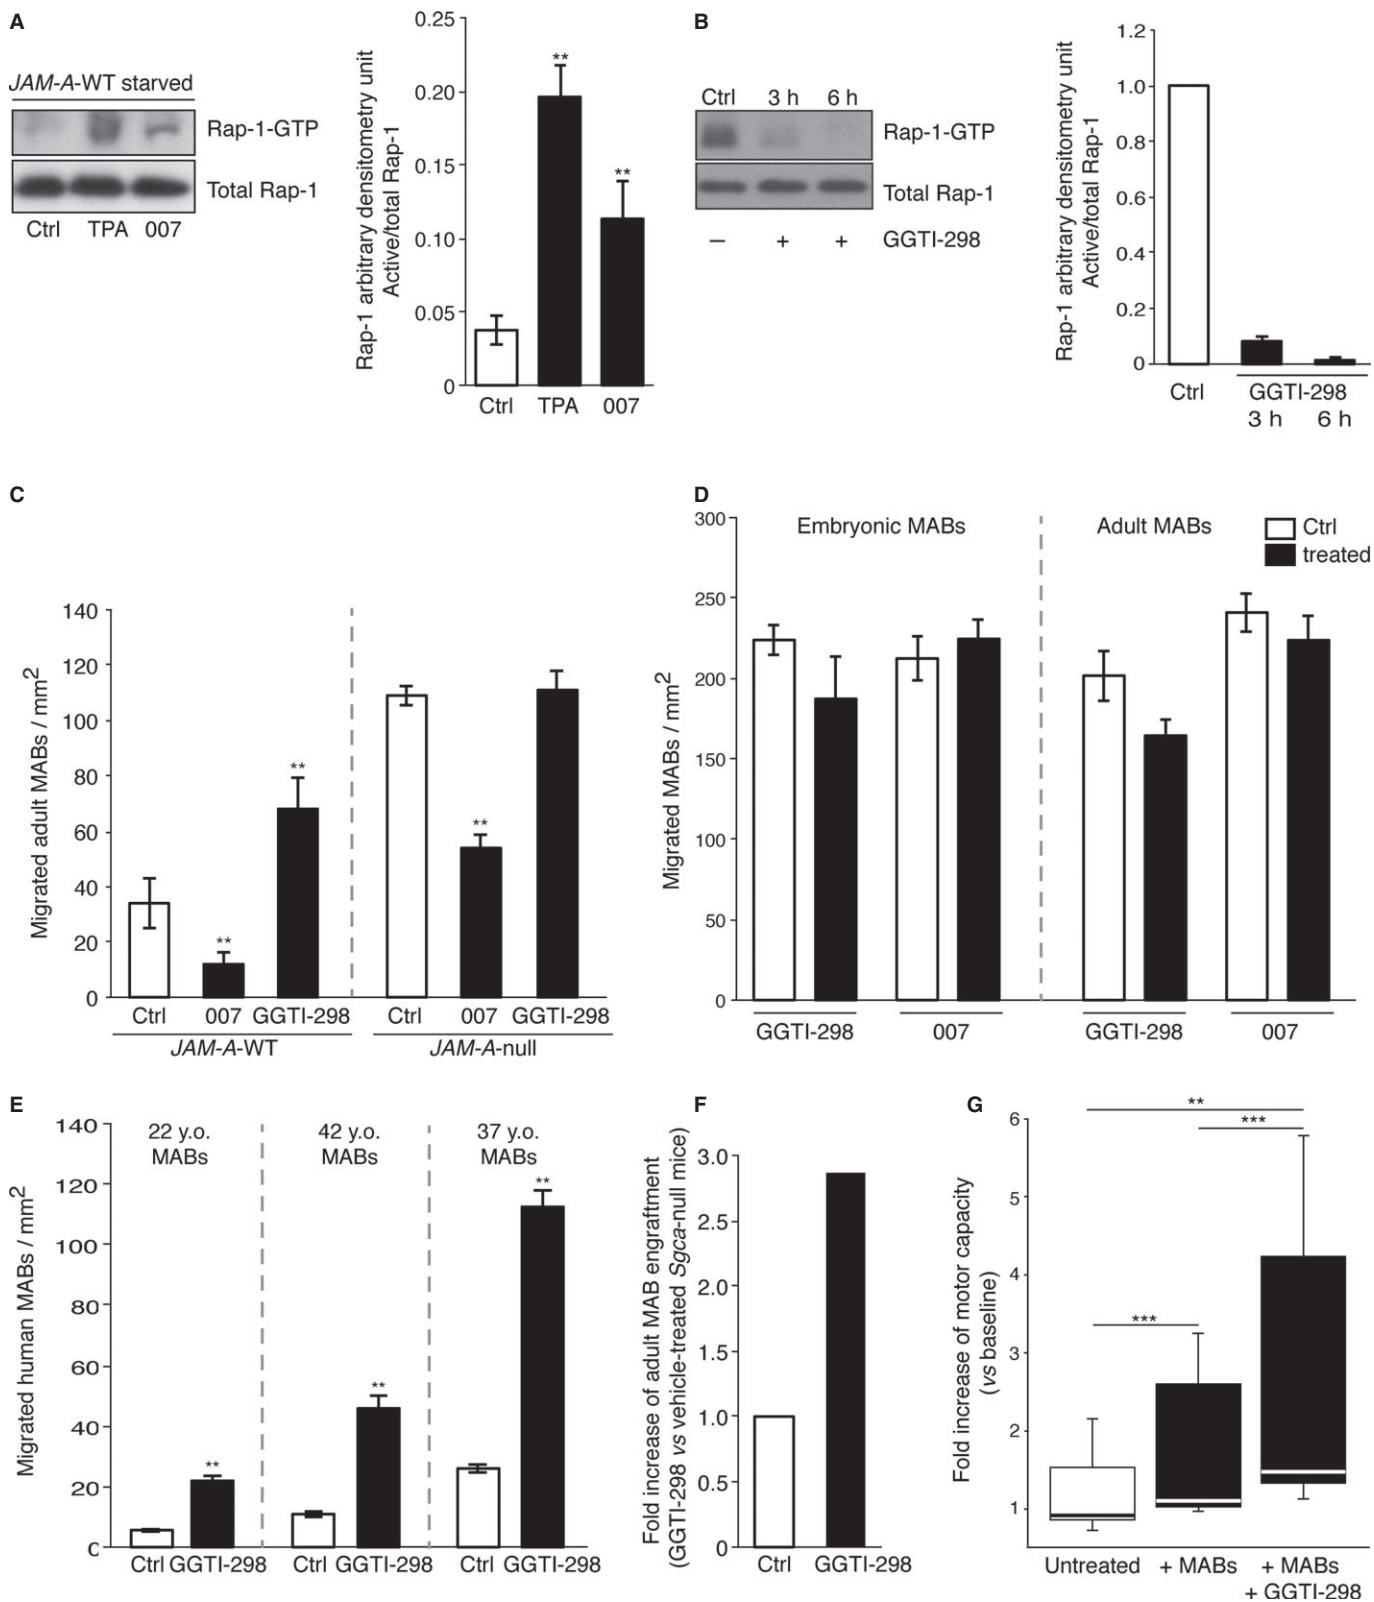 A
JAM-A-WT starved
Rap-1-GTP
Total Rap-1
Ctrl TPA 007
Rap-1 arbitrary densitometry unit
Active/total Rap-1
0.25
0.20
0.15
0.10
0.05
0
**
**
Ctrl TPA 007
B
Ctrl 3 h 6 h
Rap-1-GTP
Total Rap-1
– + + GGTI-298
Rap-1 arbitrary densitometry unit
Active/total Rap-1
1.2
1.0
0.8
0.6
0.4
0.2
0
Ctrl GGTI-298
3 h 6 h
C
Migrated adult MABs / mm2
140
120
100
80
60
40
20
0
**
**
**
Ctrl 007 GGTI-298 Ctrl 007 GGTI-298
JAM-A-WT JAM-A-null
D
Migrated MABs / mm2
300
250
200
150
100
50
0
Embryonic MABs Adult MABs
Ctrl
treated
GGTI-298 007 GGTI-298 007
E
Migrated human MABs / mm2
140
120
100
80
60
40
20
C
22 y.o. 42 y.o. 37 y.o.
MABs MABs MABs
**
**
**
Ctrl GGTI-298 Ctrl GGTI-298 Ctrl GGTI-298
F
Fold increase of adult MAB engraftment
(GGTI-298 vs vehicle-treated Sgca-null mice)
3.0
2.5
2.0
1.5
1.0
0.5
0
Ctrl GGTI-298
G
Fold increase of motor capacity
(vs baseline)
6
5
4
3
2
1
**
***
***
Untreated + MABs + MABs
+ GGTI-298